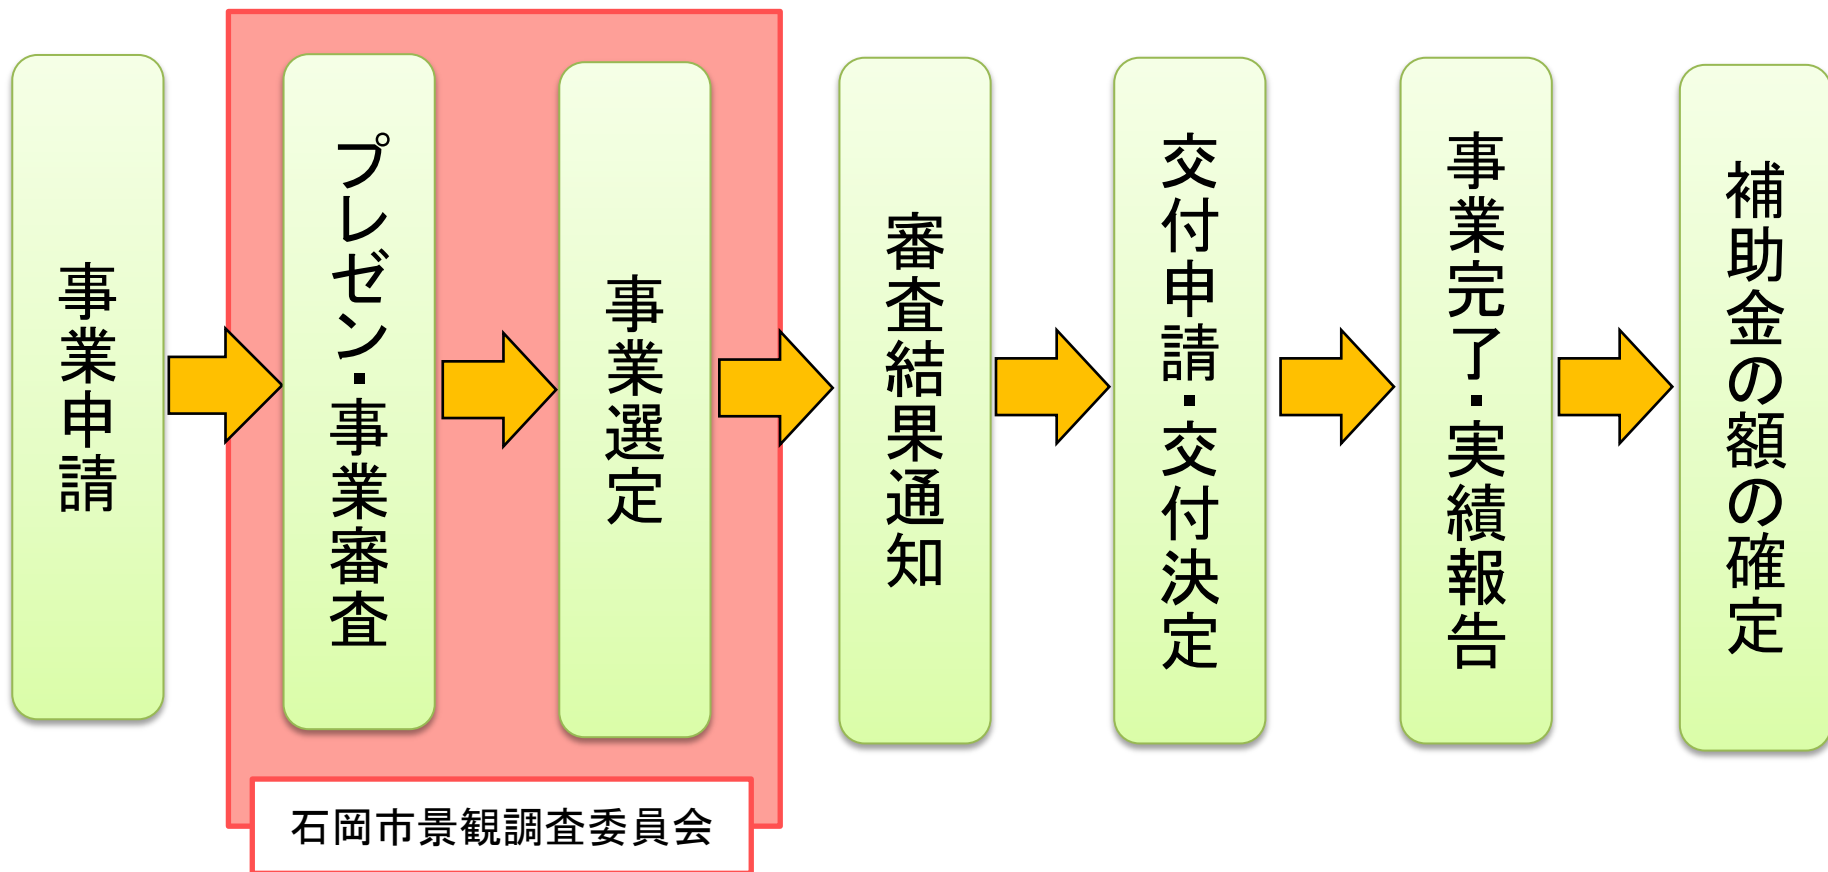 事業申請
プレゼン・事業審査
事業選定
審査結果通知
交付申請・交付決定
事業完了・実績報告
補助金の額の確定
石岡市景観調査委員会